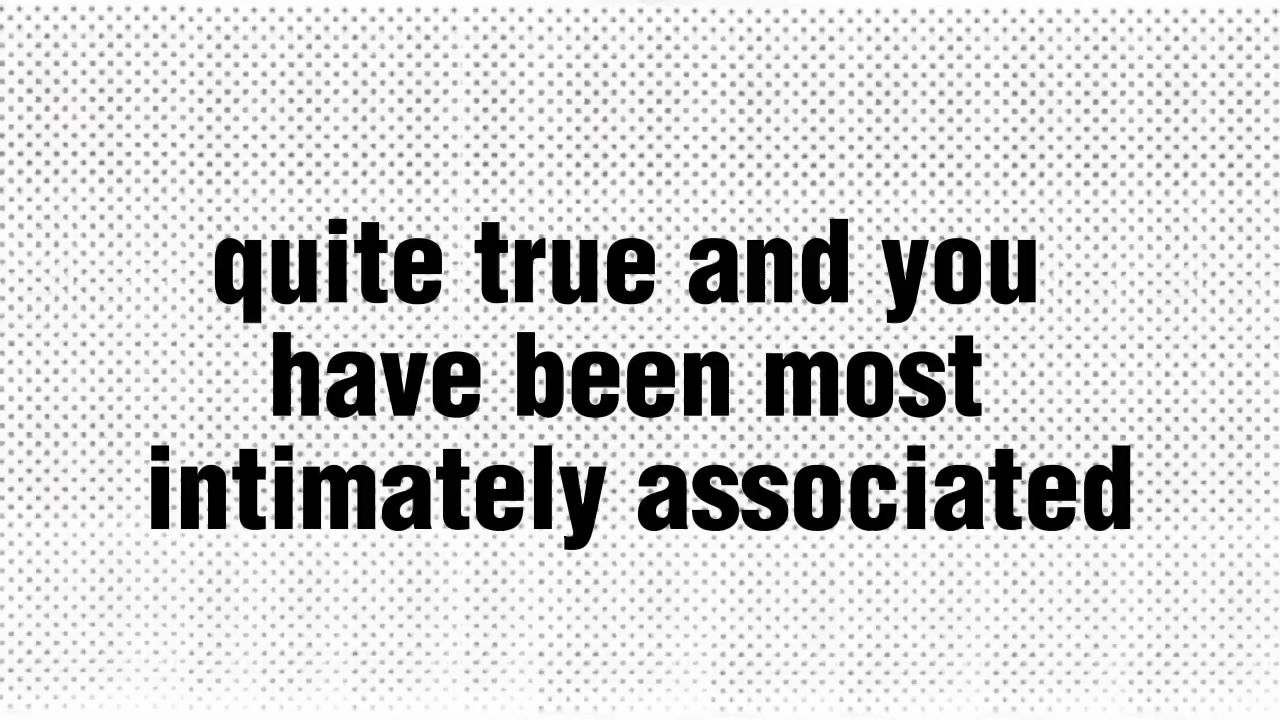 quite true and you
have been most
intimately associated